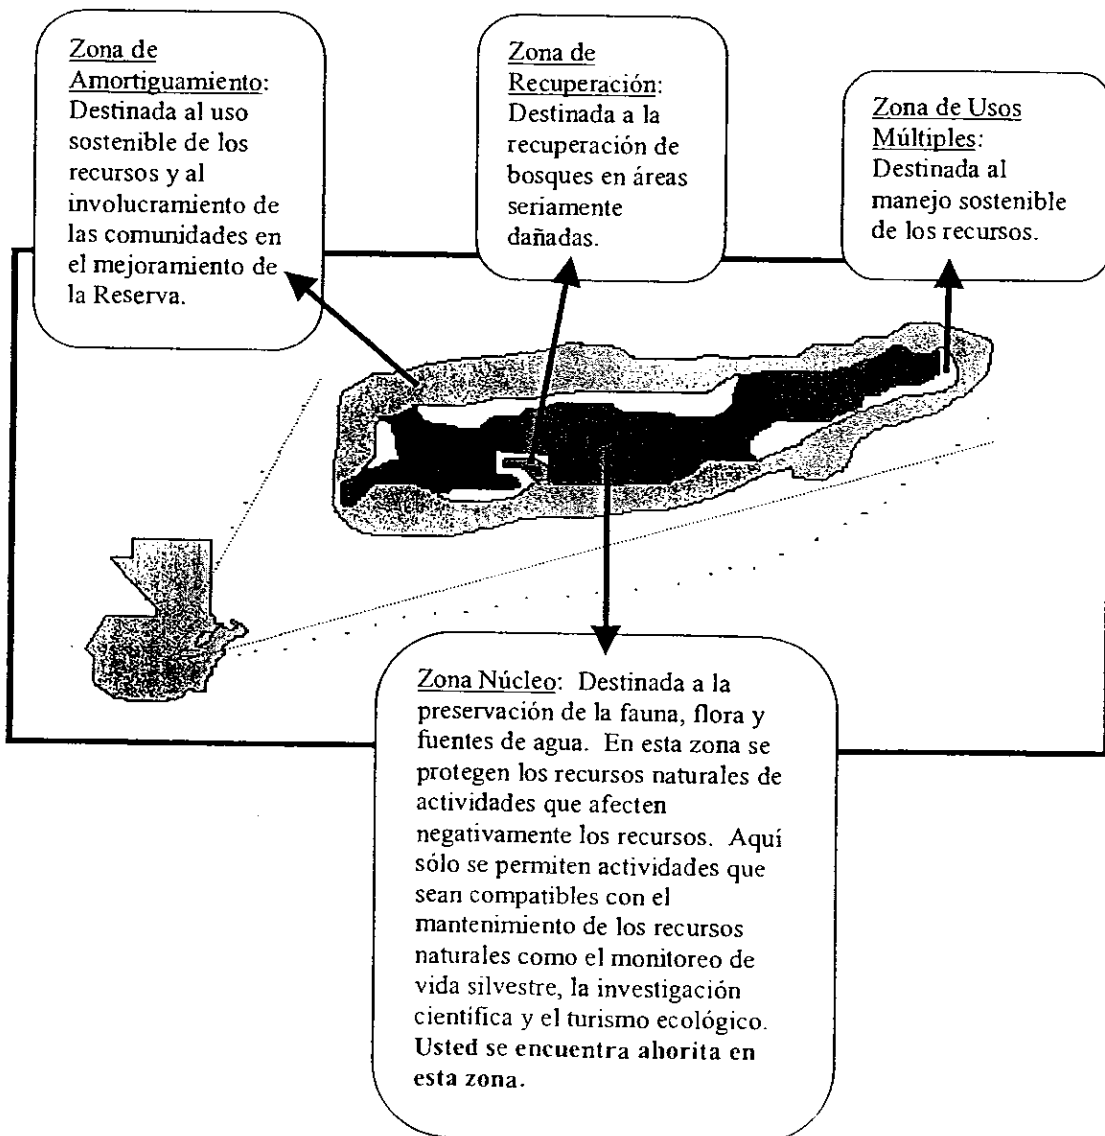 Zona de
Amortiguamiento:
Destinada al uso
sostenible de los
recursos y al
involucramiento de
las comunidades en
el mejoramiento de
la Reserva.
Zona de
Recuperación:
Destinada a la
recuperación de
bosques en áreas
seriamente
dañadas.
Zona de Usos
Múltiples:
Destinada al
manejo sostenible
de los recursos.
Zona Núcleo: Destinada a la
preservación de la fauna, flora y
fuentes de agua. En esta zona se
protegen los recursos naturales de
actividades que afecten
negativamente los recursos. Aquí
sólo se permiten actividades que
sean compatibles con el
mantenimiento de los recursos
naturales como el monitoreo de
vida silvestre, la investigación
científica y el turismo ecológico.
Usted se encuentra ahorita en
esta zona.